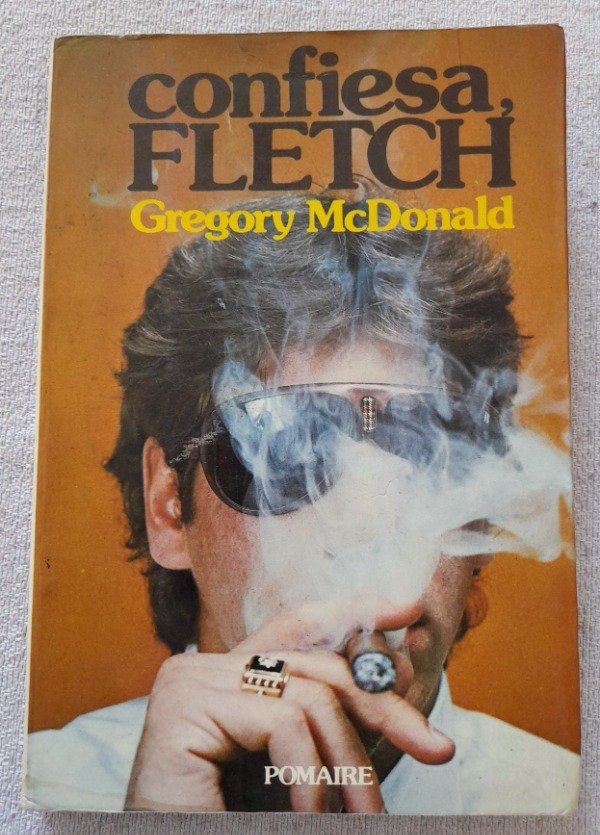 confiesa,
FLETCH
Gregory McDonald
POMAIRE